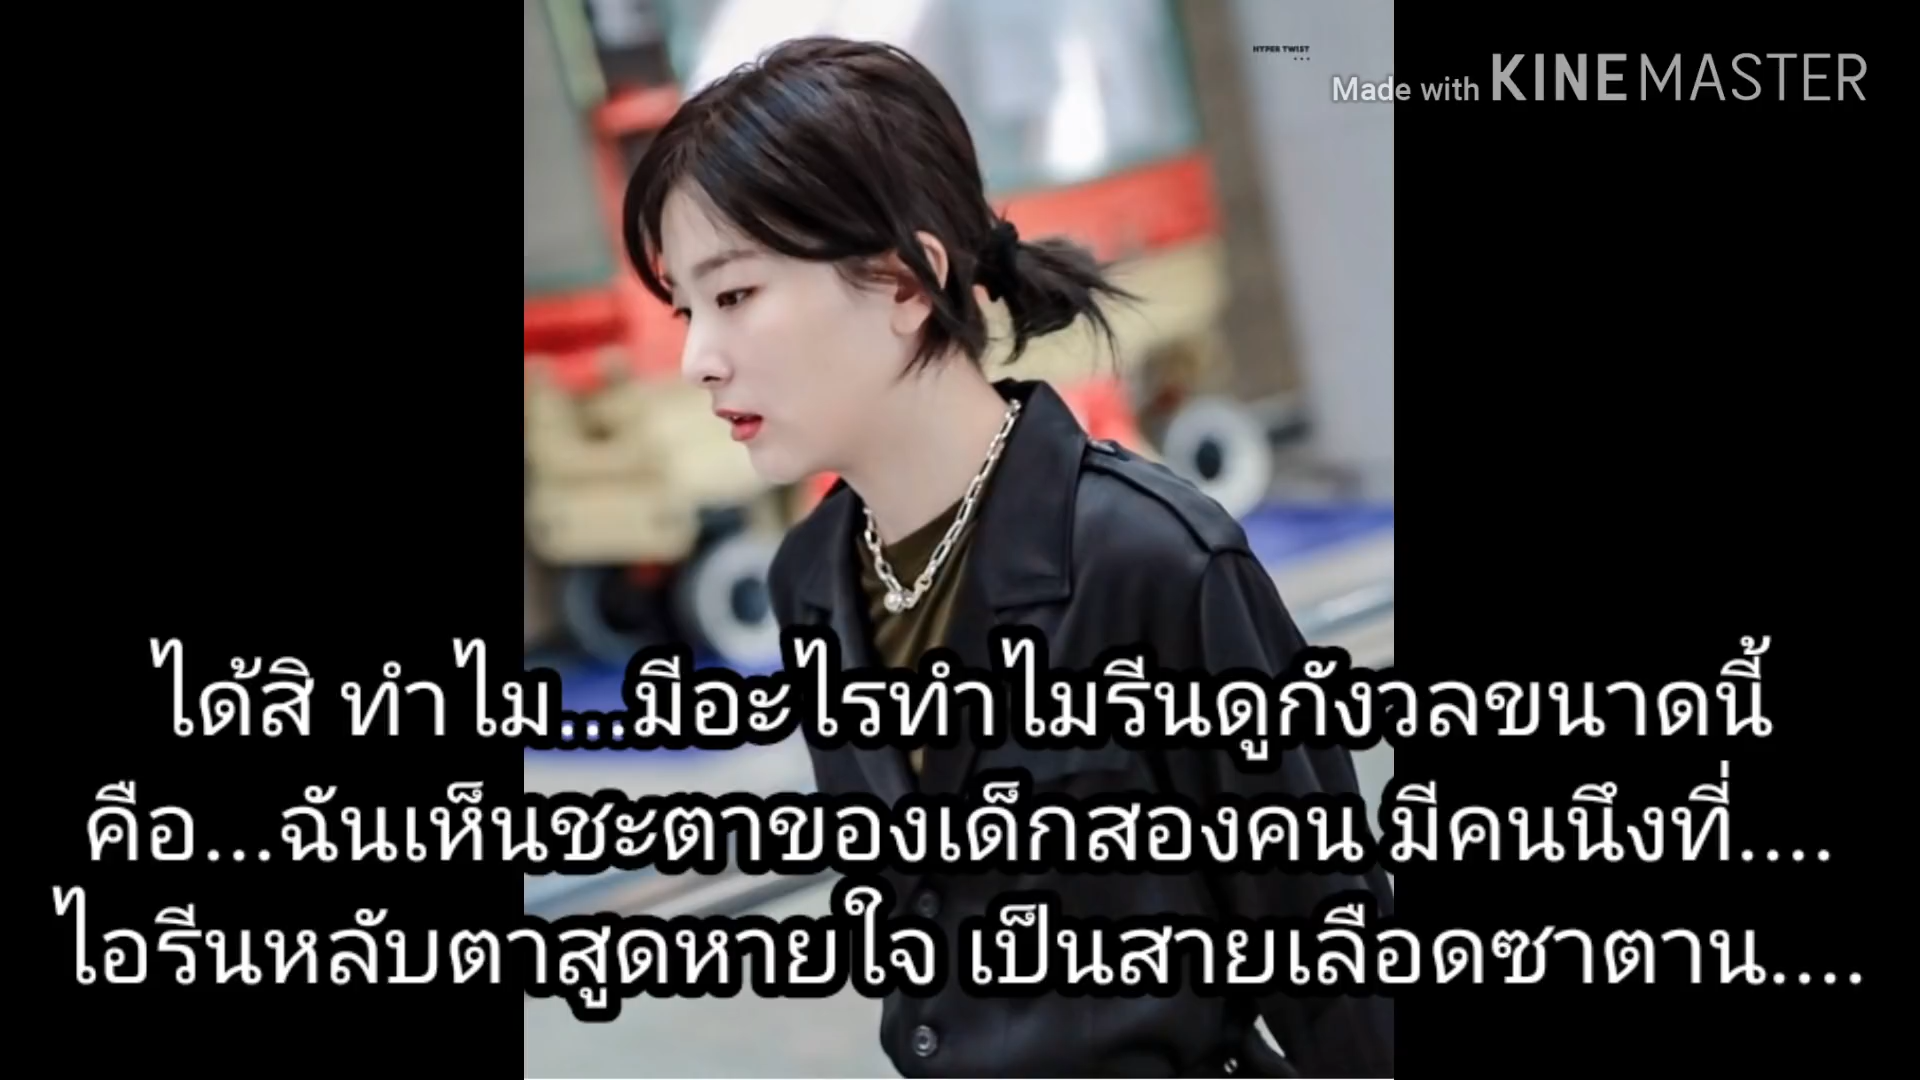 HYPER TWIST
Made with KINEMASTER
ได้สิ ทำไม...มีอะไรทำไมรีนดูกังวลขนาดนี้
คือ...ฉันเห็นชะตาของเด็กสองคน มีคนนึงที่....
ไอรีนหลับตาสูดหายใจ เป็นสายเลือดซาตาน....